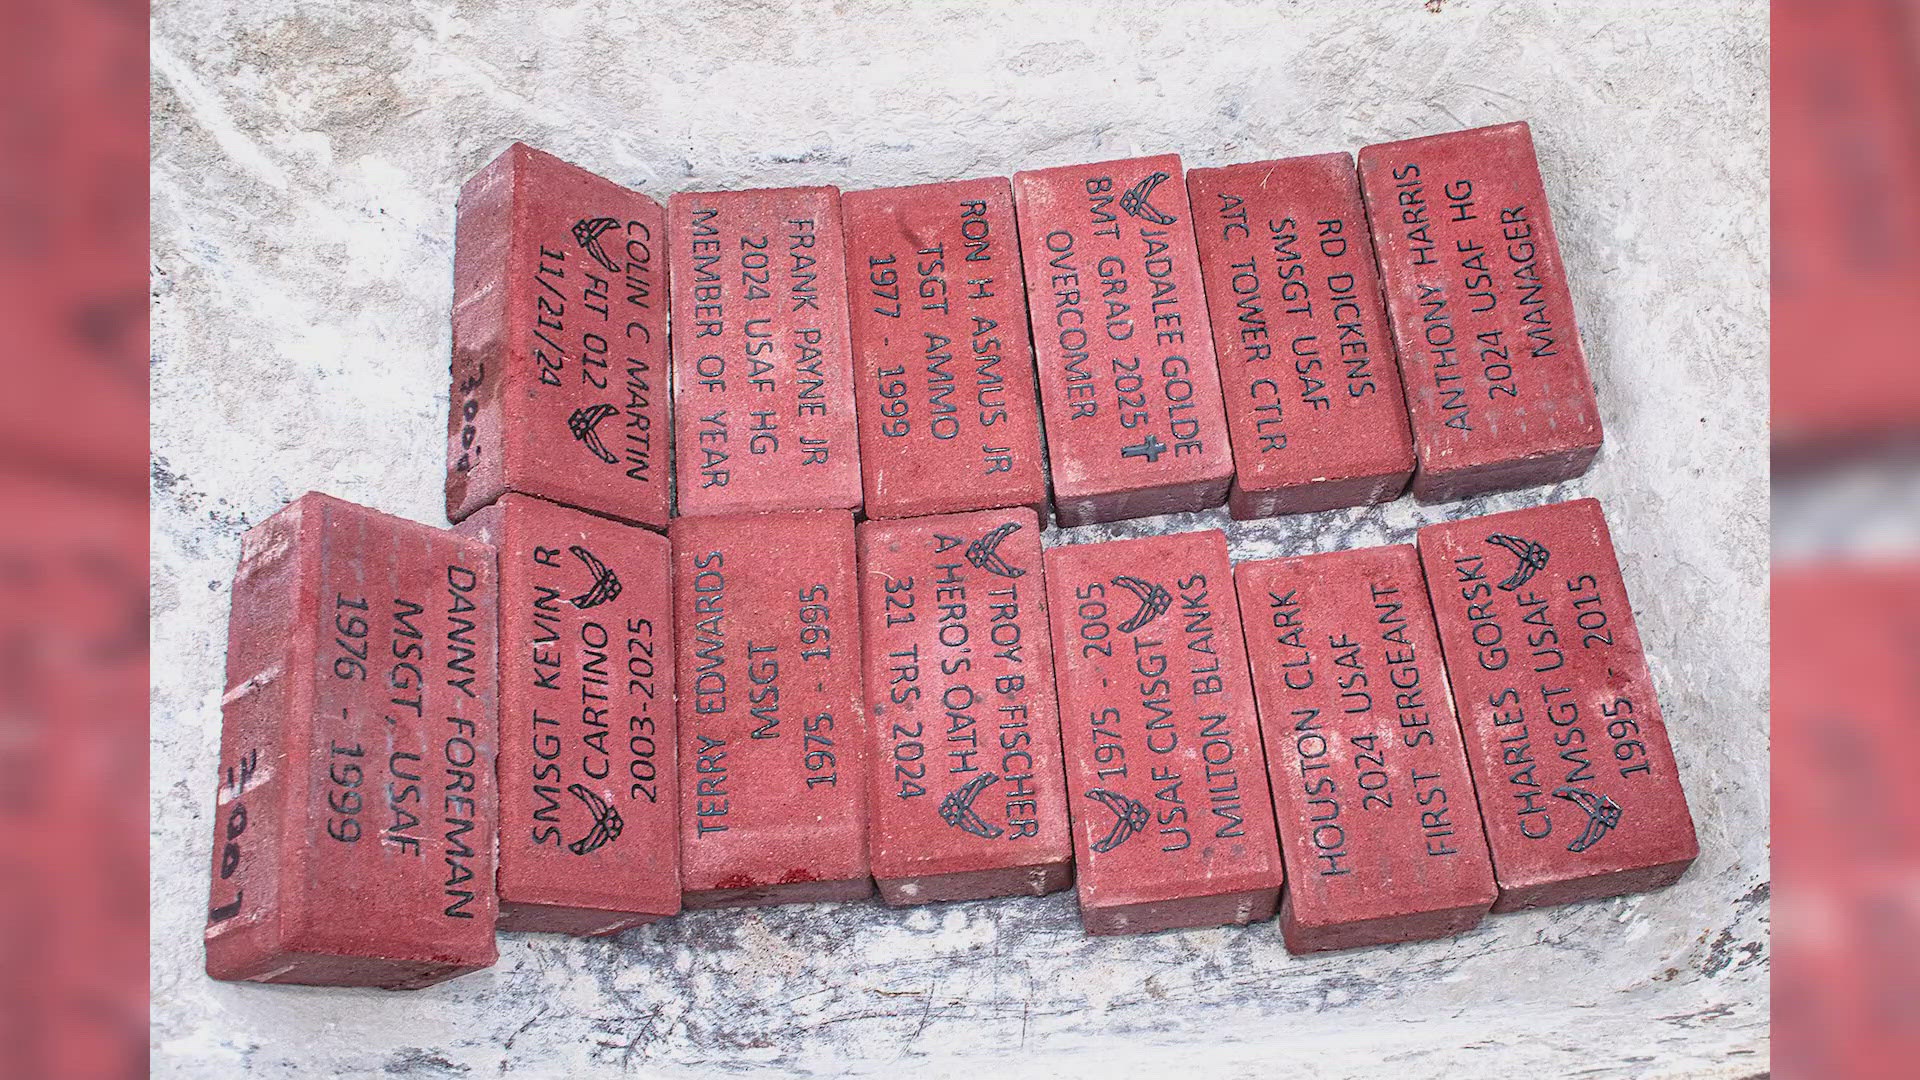 COLIN C MARTIN
FLT 012
11/21/24
FRANK PAYNE JR
2024 USAF HG
MEMBER OF YEAR
RON H ASMUS JR
TSGT AMMO
1977 - 1999
JADALEE GOLDE
BMT GRAD 2025
OVERCOMER
RD DICKENS
SMSGT USAF
ATC TOWER CTLR
ANTHONY HARRIS
2024 USAF HG
MANAGER
DANNY FOREMAN
MSGT, USAF
1976 - 1999
SMSGT KEVIN R
CARTINO
2003-2025
TERRY EDWARDS
MSGT
1975 - 1995
TROY B FISCHER
A HERO'S OATH
321 TRS 2024
1975 - 2005
USAF CMSGT
MILTON BLANKS
HOUSTON CLARK
2024 USAF
FIRST SERGEANT
CHARLES GORSKI
MSGT USAF
1995 - 2015